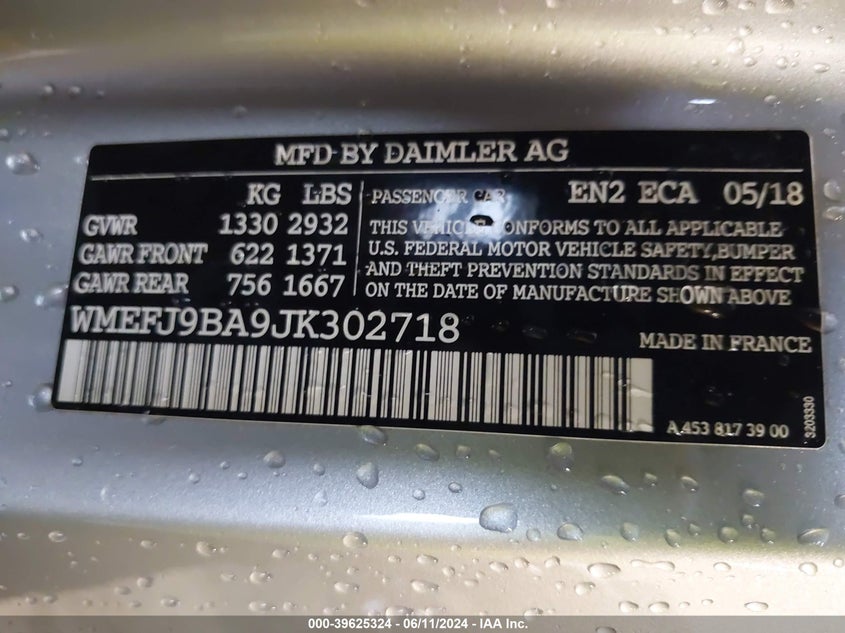 MFD BY DAIMLER AG
KG LBS
GVWR 1330 2932
GAWR FRONT 622 1371
GAWR REAR 756 1667
PASSENGER CAR EN2 ECA 05/18
THIS VEHICLE CONFORMS TO ALL APPLICABLE
U.S. FEDERAL MOTOR VEHICLE SAFETY,BUMPER
AND THEFT PREVENTION STANDARDS IN EFFECT
ON THE DATE OF MANUFACTURE SHOWN ABOVE
WMEFJ9BA9JK302718
MADE IN FRANCE
A 453 817 39 00
3203330
000-39625324 - 06/11/2024 - IAA Inc.